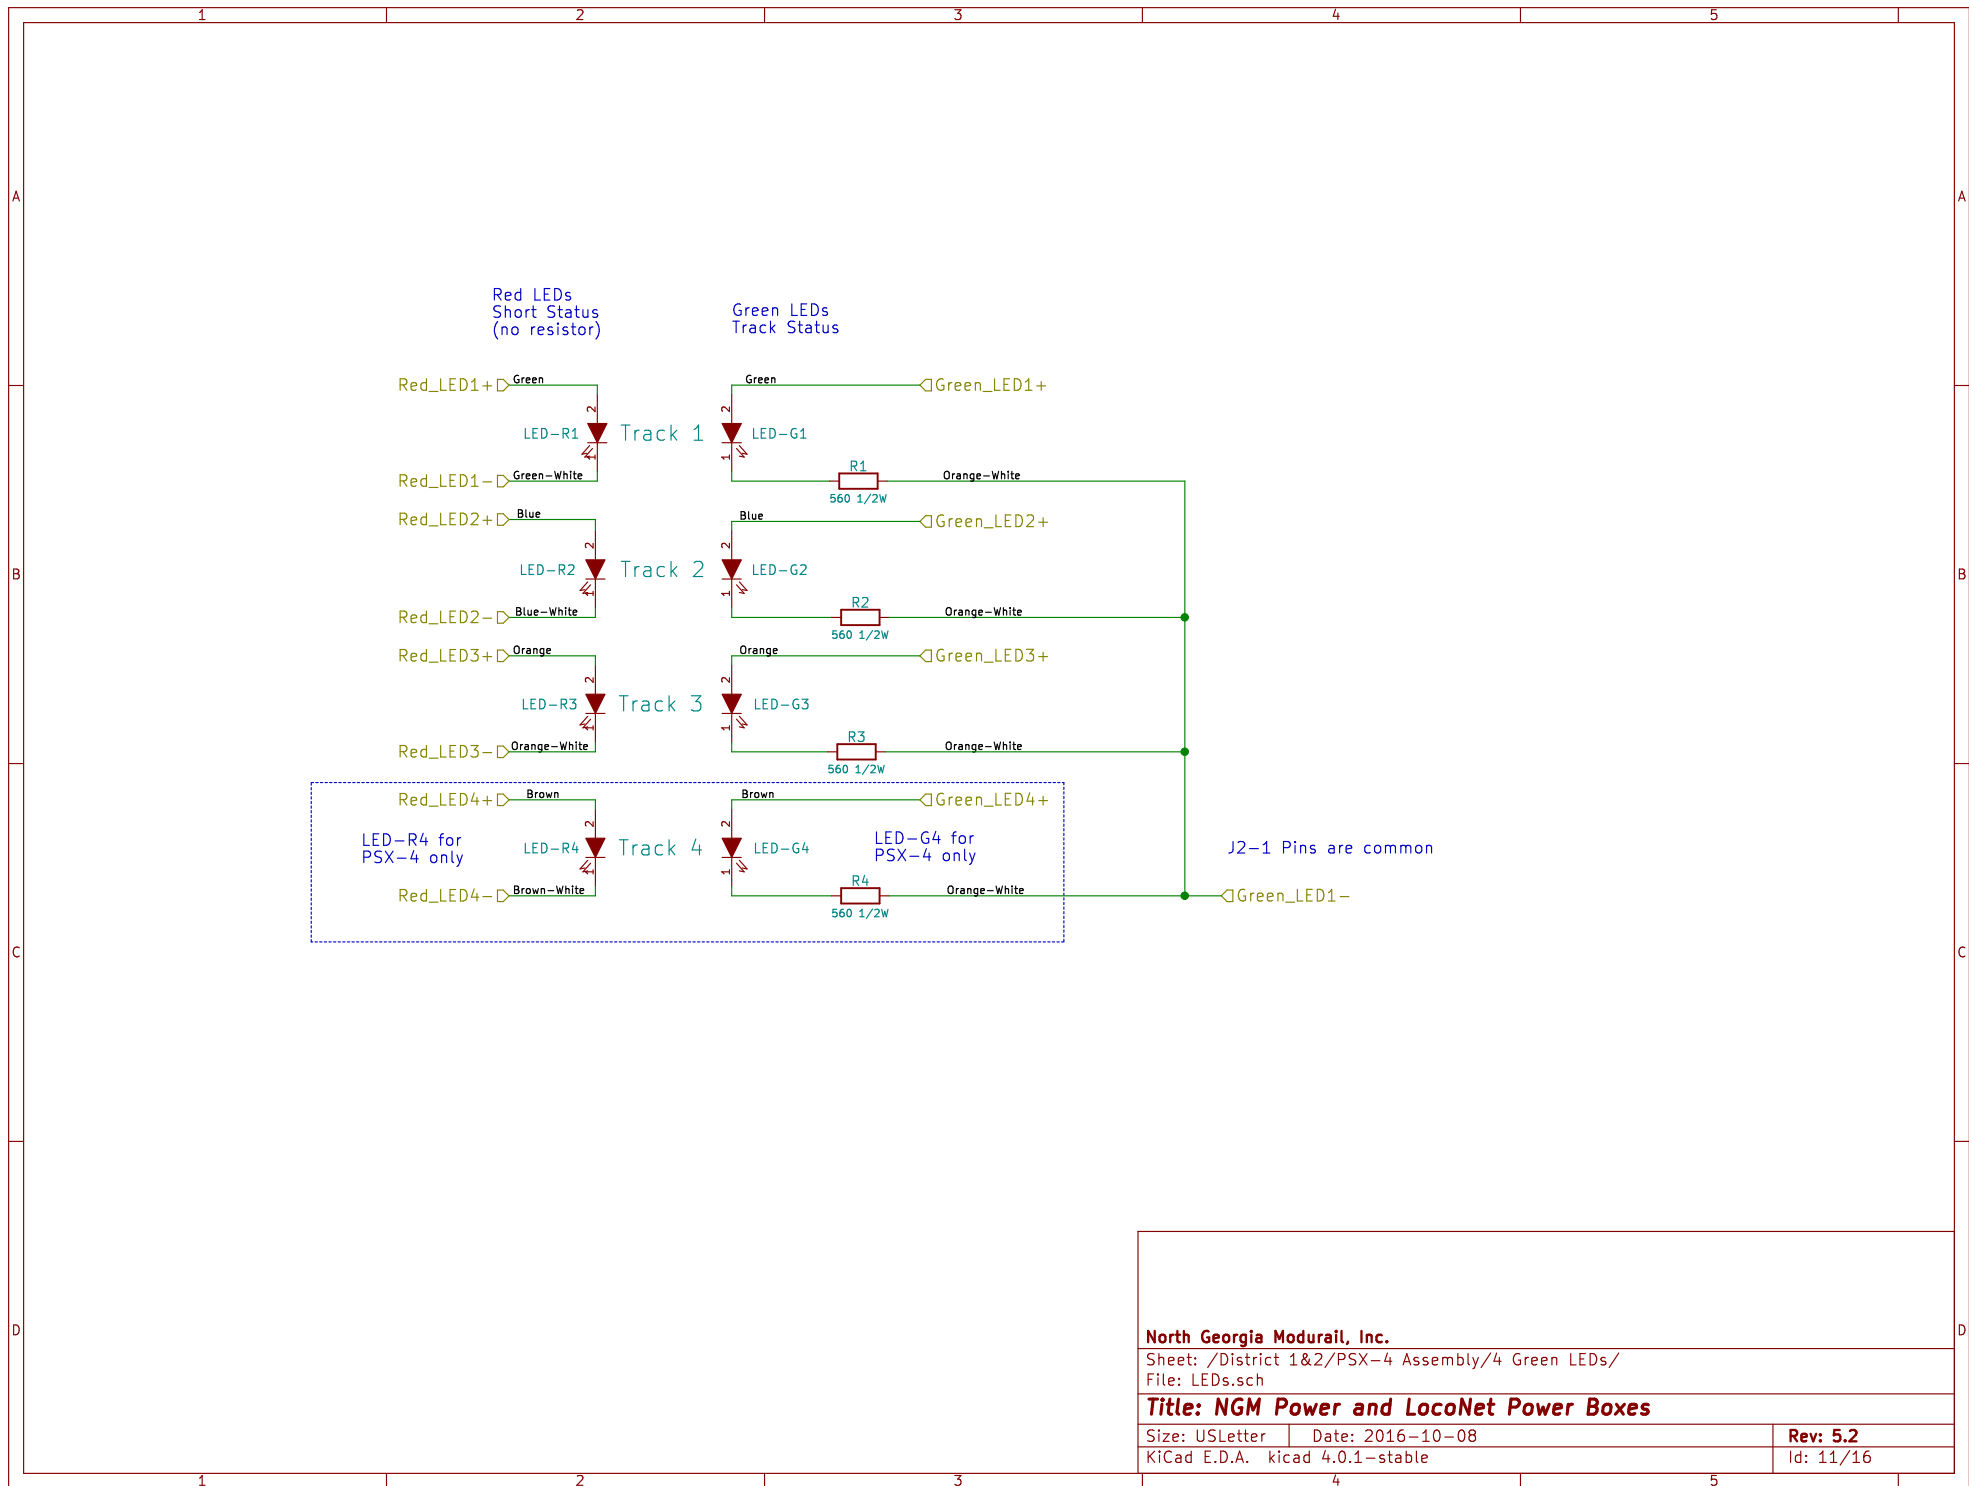 1 2 3 4 5
A A
Red LEDs
Short Status
(no resistor)
Green LEDs
Track Status
Red_LED1+ Green Green Green_LED1+
2 2
LED-R1 Track 1 LED-G1
1 1
Red_LED1- Green-White R1 Orange-White
560 1/2W
Red_LED2+ Blue Blue Green_LED2+
2 2
LED-R2 Track 2 LED-G2
B B
1 1
Red_LED2- Blue-White R2 Orange-White
560 1/2W
Red_LED3+ Orange Orange Green_LED3+
2 2
LED-R3 Track 3 LED-G3
1 1
Red_LED3- Orange-White R3 Orange-White
560 1/2W
Red_LED4+ Brown Brown Green_LED4+
2 2
LED-R4 for
PSX-4 only
LED-R4 Track 4 LED-G4
LED-G4 for
PSX-4 only
J2-1 Pins are common
1 1
Red_LED4- Brown-White R4 Orange-White Green_LED1-
560 1/2W
C C
D D
North Georgia Modurail, Inc.
Sheet: /District 1&2/PSX-4 Assembly/4 Green LEDs/
File: LEDs.sch
Title: NGM Power and LocoNet Power Boxes
Size: USLetter Date: 2016-10-08 Rev: 5.2
KiCad E.D.A. kicad 4.0.1-stable Id: 11/16
1 2 3 4 5